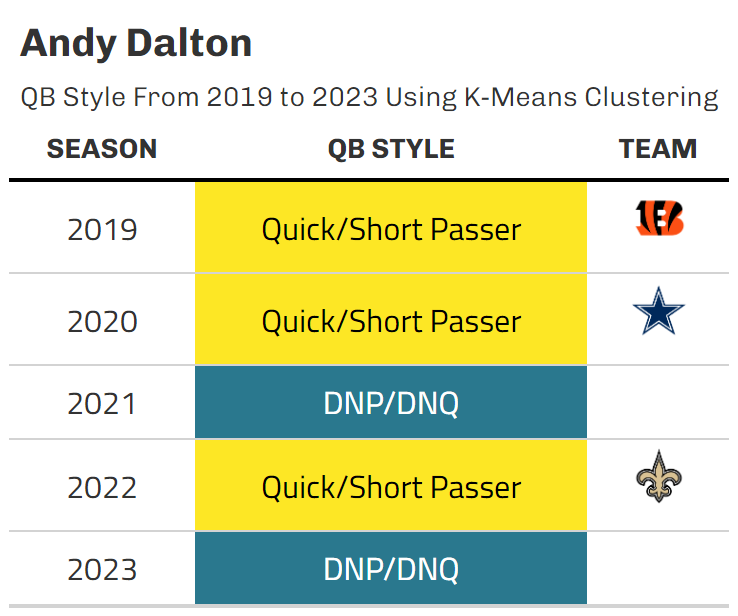 Andy Dalton
QB Style From 2019 to 2023 Using K-Means Clustering
SEASON QB STYLE TEAM
2019 Quick/Short Passer
2020 Quick/Short Passer
2021 DNP/DNQ
2022 Quick/Short Passer
2023 DNP/DNQ